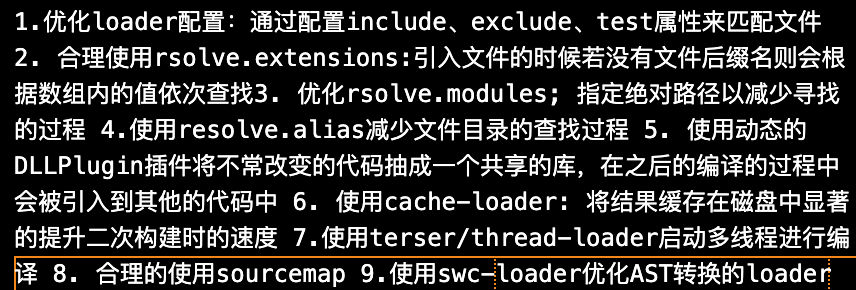 1.优化loader配置：通过配置include、exclude、test属性来匹配文件
2. 合理使用rsolve.extensions:引入文件的时候若没有文件后缀名则会根
据数组内的值依次查找3. 优化rsolve.modules; 指定绝对路径以减少寻找
的过程 4.使用resolve.alias减少文件目录的查找过程 5. 使用动态的
DLLPlugin插件将不常改变的代码抽成一个共享的库，在之后的编译的过程中
会被引入到其他的代码中 6. 使用cache-loader: 将结果缓存在磁盘中显著
的提升二次构建时的速度 7.使用terser/thread-loader启动多线程进行编
译 8. 合理的使用sourcemap 9.使用swc-loader优化AST转换的loader